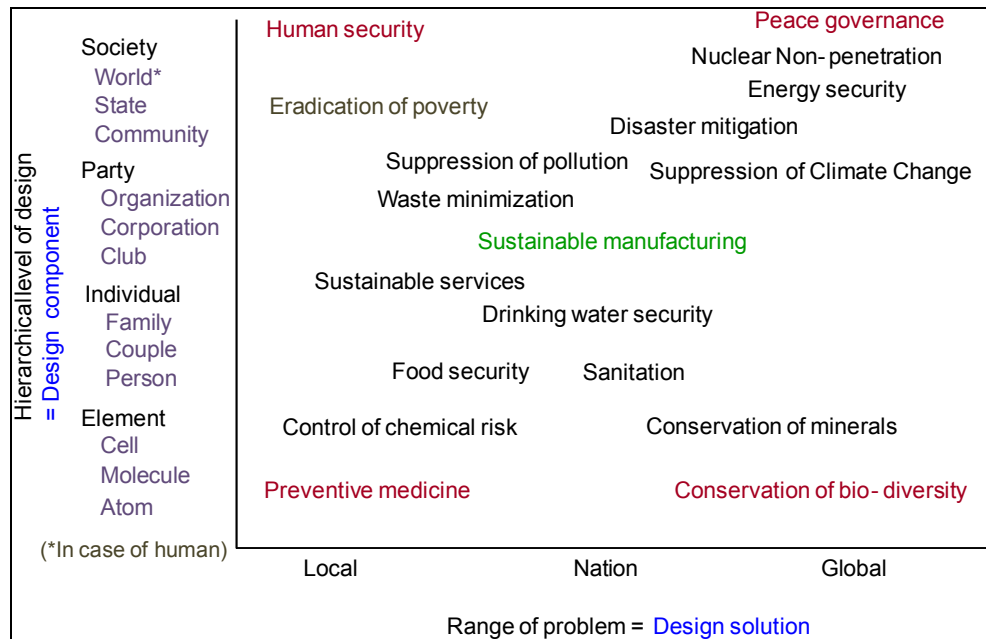 Hierarchical level of design
= Design component
Society
World*
State
Community
Party
Organization
Corporation
Club
Individual
Family
Couple
Person
Element
Cell
Molecule
Atom
(*In case of human)
Human security
Peace governance
Nuclear Non- penetration
Energy security
Eradication of poverty
Disaster mitigation
Suppression of pollution
Suppression of Climate Change
Waste minimization
Sustainable manufacturing
Sustainable services
Drinking water security
Food security
Sanitation
Control of chemical risk
Conservation of minerals
Preventive medicine
Conservation of bio- diversity
Local
Nation
Global
Range of problem = Design solution